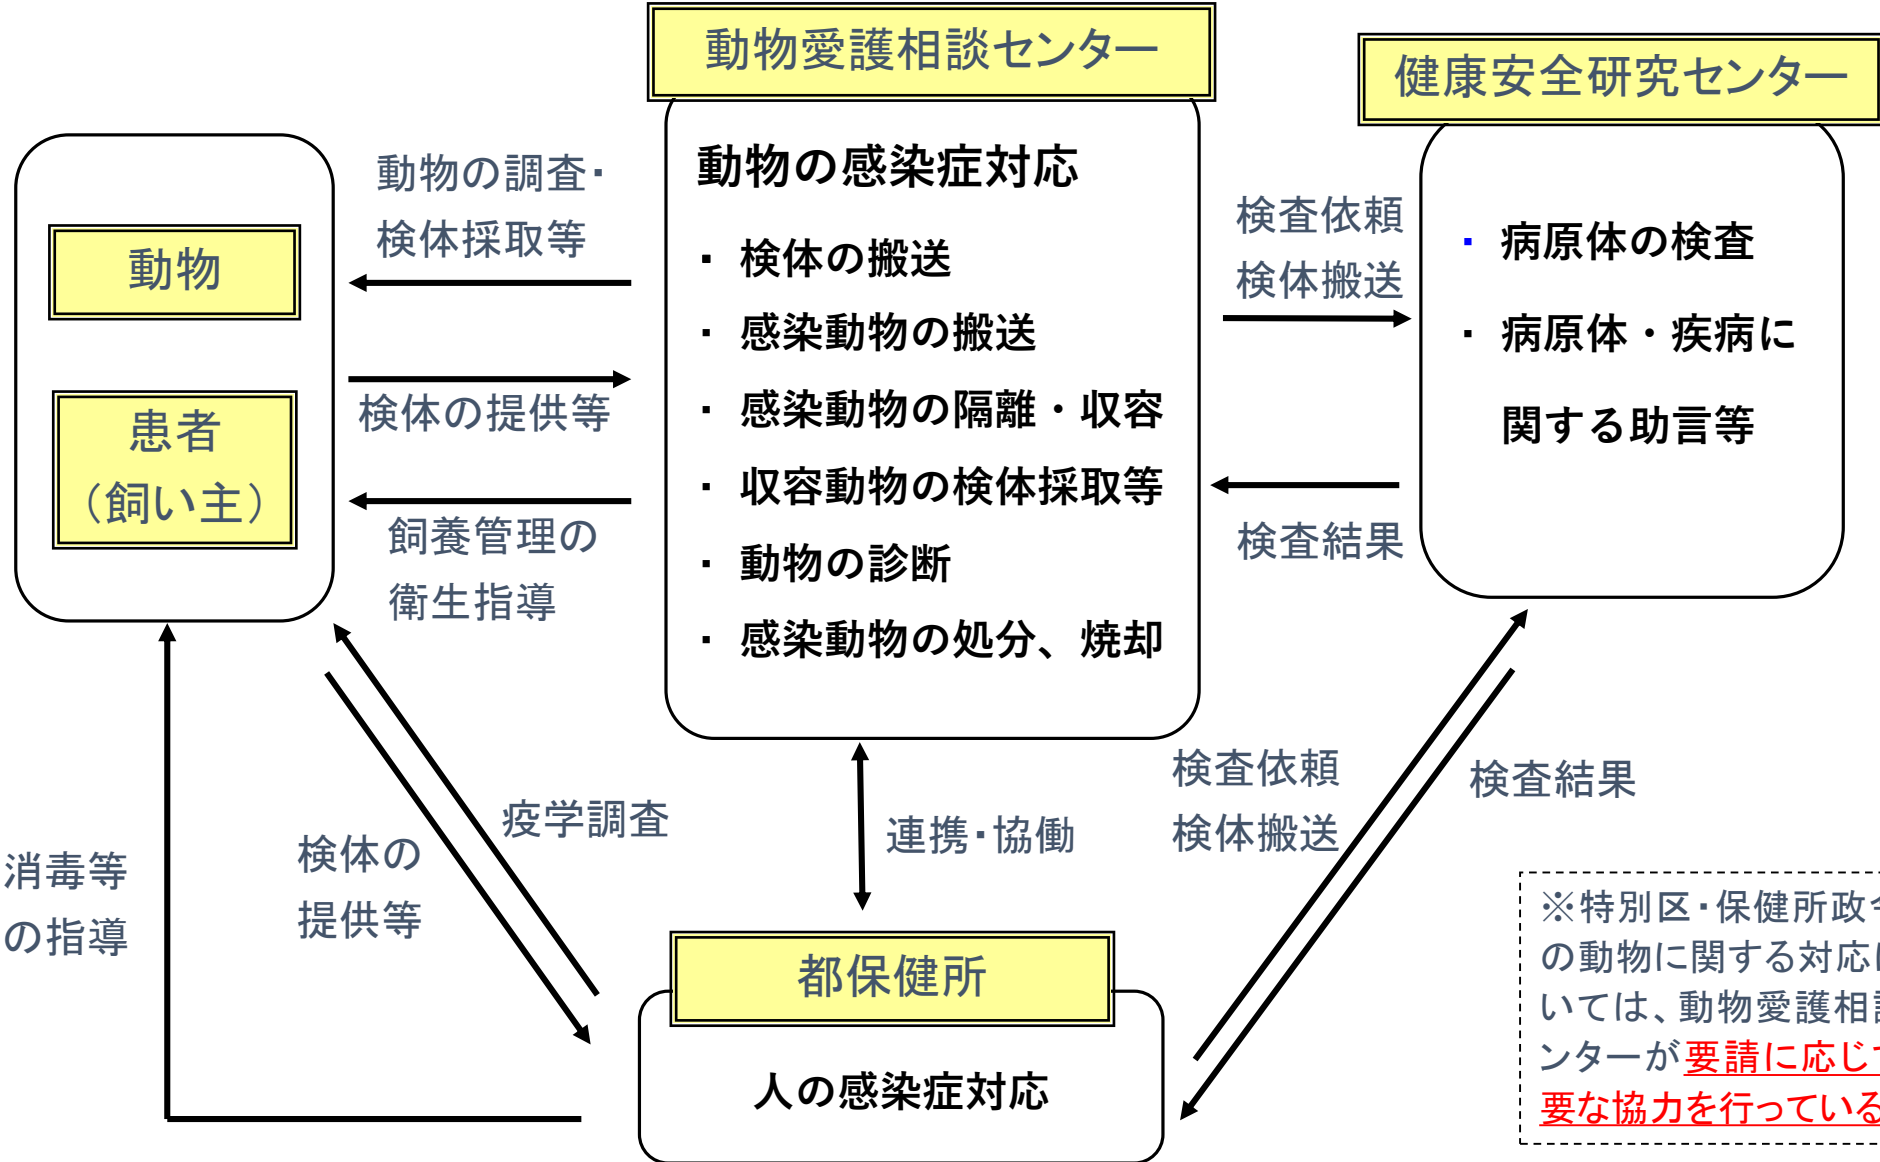 動物愛護相談センター
健康安全研究センター
動物
患者
（飼い主）
動物の調査・
検体採取等
検体の提供等
飼養管理の
衛生指導
動物の感染症対応
・ 検体の搬送
・ 感染動物の搬送
・ 感染動物の隔離・収容
・ 収容動物の検体採取等
・ 動物の診断
・ 感染動物の処分、焼却
検査依頼
検体搬送
検査結果
・ 病原体の検査
・ 病原体・疾病に
関する助言等
消毒等
の指導
検体の
提供等
疫学調査
連携・協働
検査依頼
検体搬送
検査結果
都保健所
人の感染症対応
※特別区・保健所政
の動物に関する対応
いては、動物愛護相
ンターが要請に応じ
要な協力を行っている